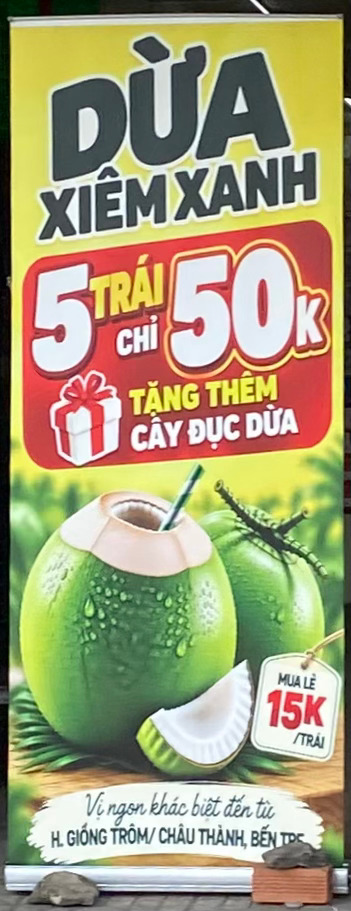 DỪA
XIÊM XANH
5 TRÁI
CHỈ 50K
TẶNG THÊM
CÂY ĐỤC DỪA
MUA LẺ
15K
/TRÁI
Vị ngon khác biệt đến từ
H. GIỒNG TRÔM/ CHÂU THÀNH, BẾN TRE